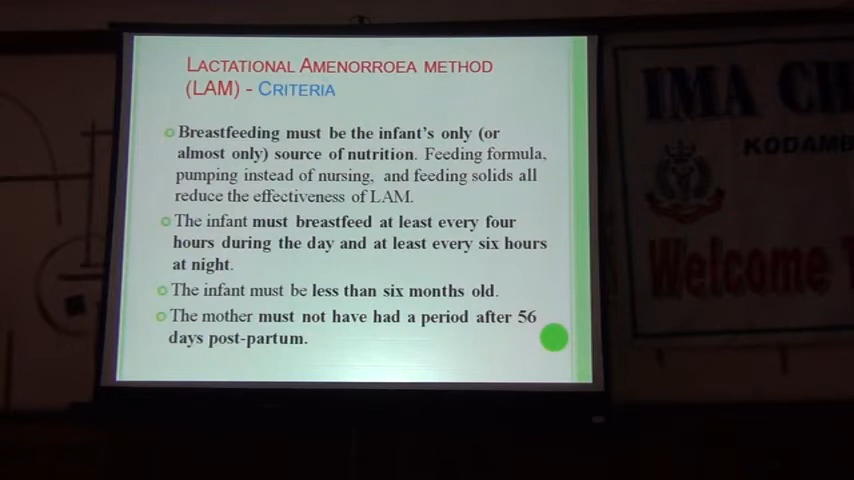 LACTATIONAL AMENORROEA METHOD
(LAM) - CRITERIA
Breastfeeding must be the infant's only (or
almost only) source of nutrition. Feeding formula,
pumping instead of nursing, and feeding solids all
reduce the effectiveness of LAM.
The infant must breastfeed at least every four
hours during the day and at least every six hours
at night.
The infant must be less than six months old.
The mother must not have had a period after 56
days post-partum.
IMA CH
KODAMB
Welcome